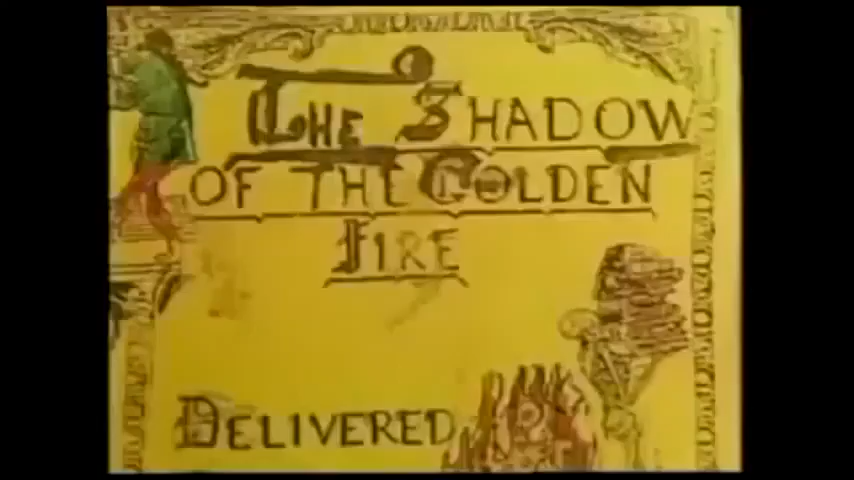 THE SHADOW
OF THE GOLDEN
FIRE
DELIVERED